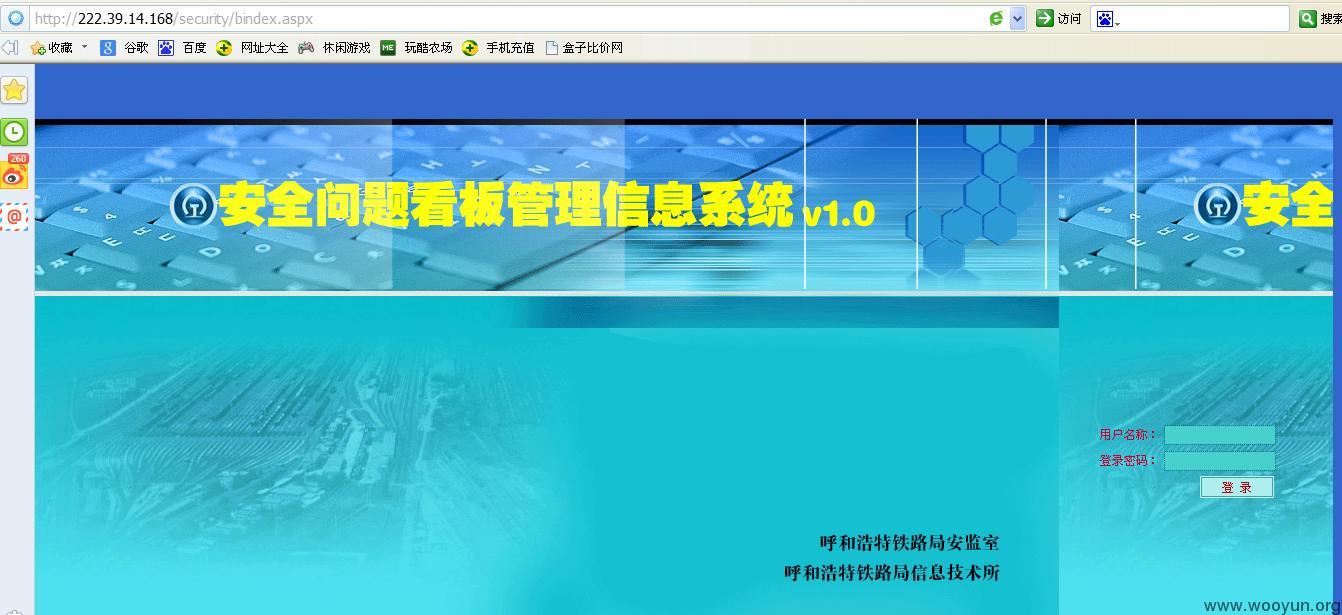 http://222.39.14.168/security/bindex.aspx 访问 搜索
收藏 谷歌 百度 网址大全 休闲游戏 ME 玩酷农场 手机充值 盒子比价网
260
安全问题看板管理信息系统 v1.0 安全
用户名称：
登录密码：
登 录
呼和浩特铁路局安监室
呼和浩特铁路局信息技术所
www.wooyun.org